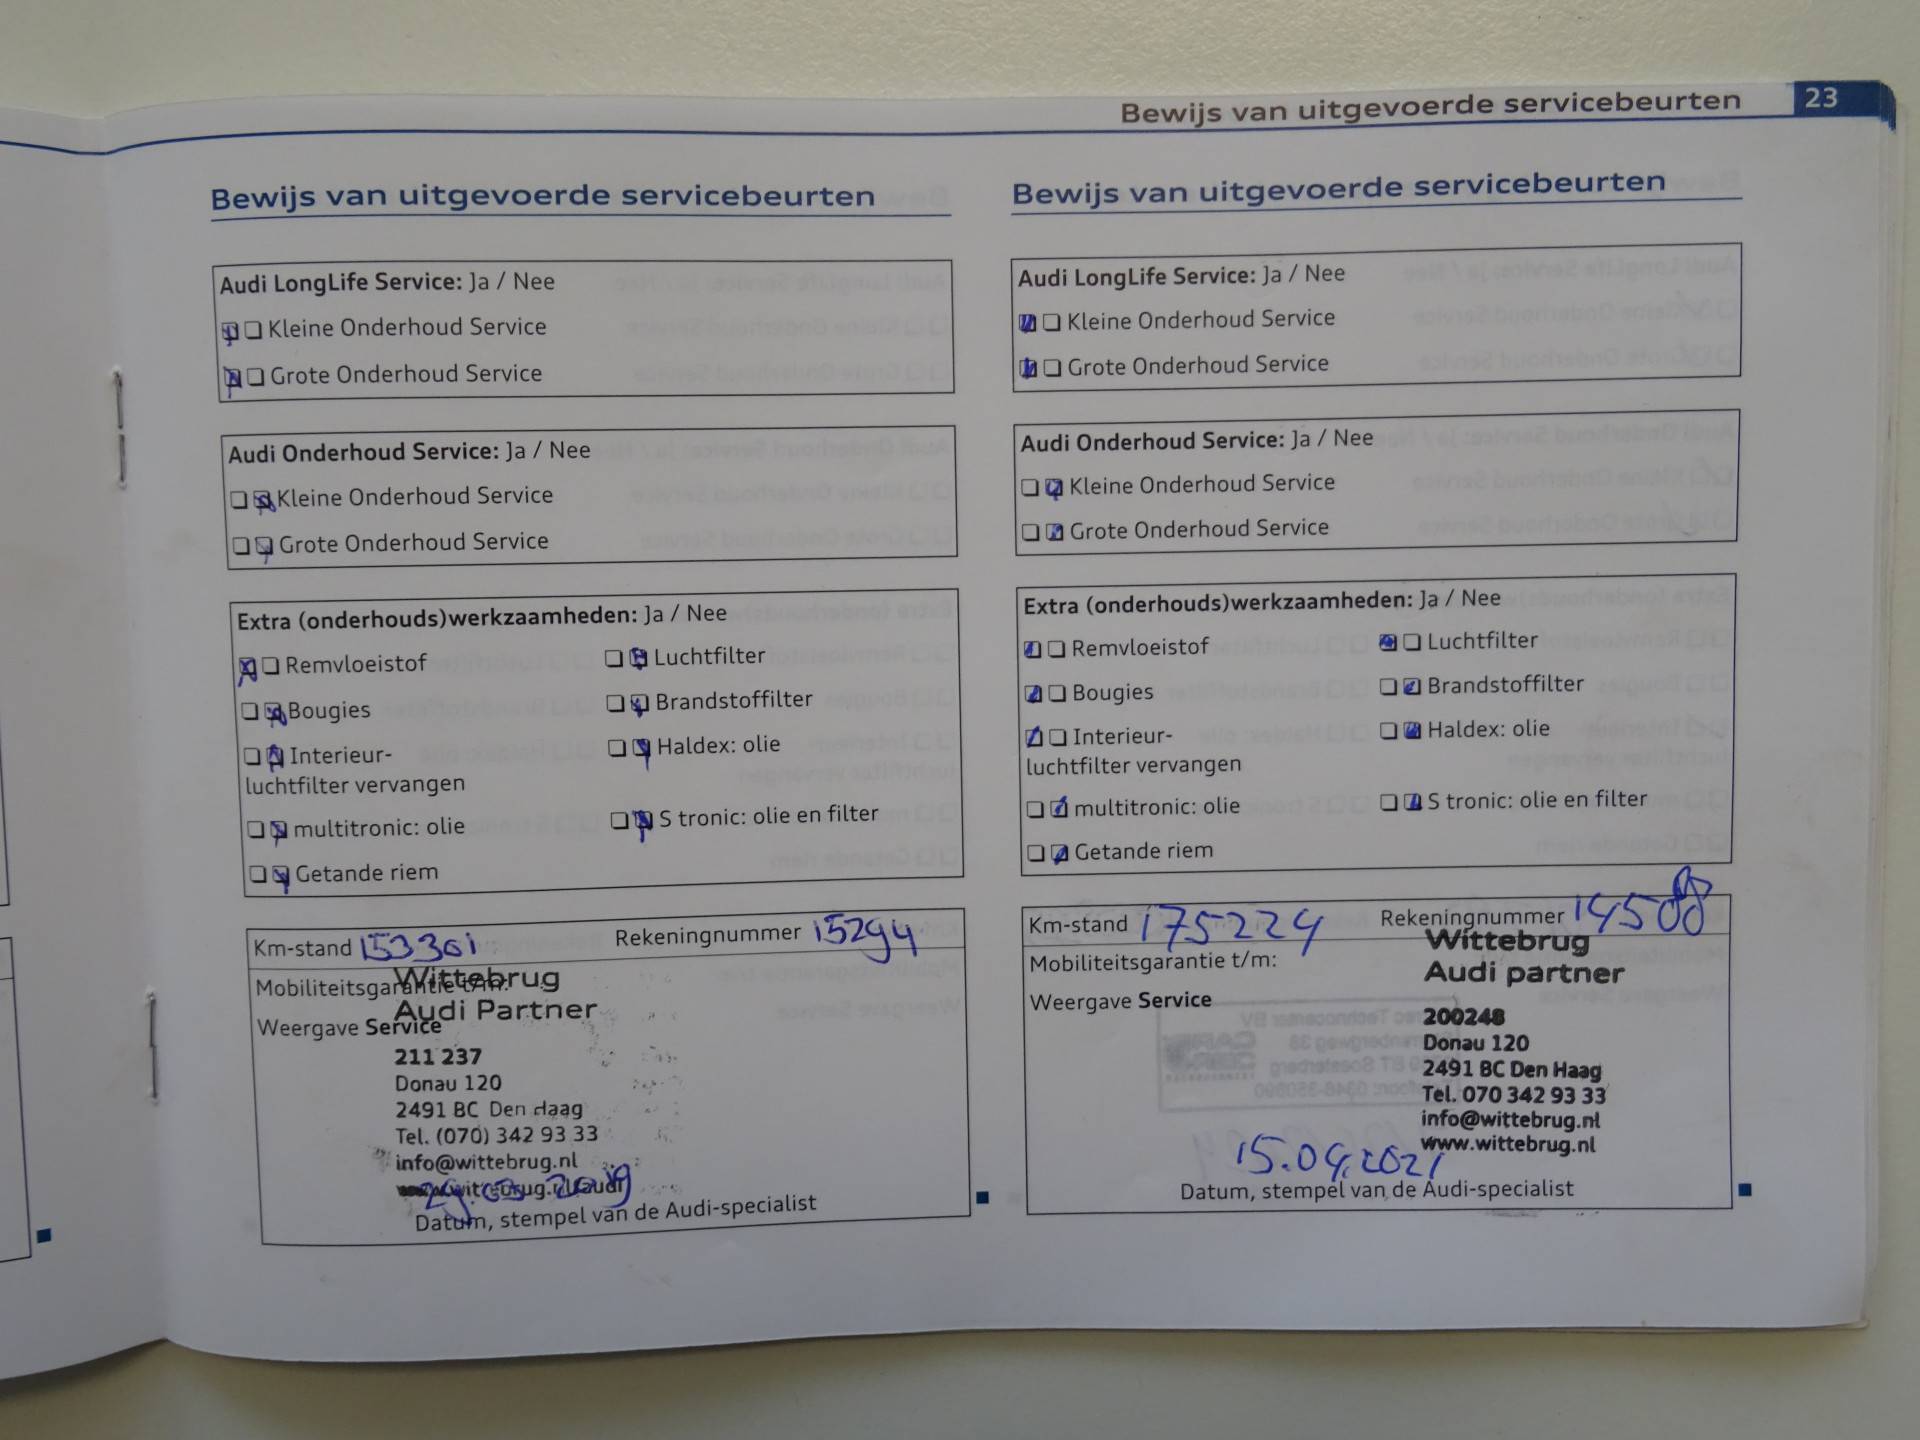 Bewijs van uitgevoerde servicebeurten 23
Bewijs van uitgevoerde servicebeurten
Audi LongLife Service: Ja / Nee
Kleine Onderhoud Service
Grote Onderhoud Service
Audi Onderhoud Service: Ja / Nee
Kleine Onderhoud Service
Grote Onderhoud Service
Extra (onderhouds)werkzaamheden: Ja / Nee
Remvloeistof Luchtfilter
Bougies Brandstoffilter
Interieur- Haldex: olie
luchtfilter vervangen
multitronic: olie S tronic: olie en filter
Getande riem
Km-stand 153301 Rekeningnummer 15294
Mobiliteitsgarantie t/m:
Wittebrug
Audi Partner
Weergave Service
211 237
Donau 120
2491 BC Den Haag
Tel. (070) 342 93 33
info@wittebrug.nl
www.wittebrug.nl/audi
29.03.2019
Datum, stempel van de Audi-specialist
Bewijs van uitgevoerde servicebeurten
Audi LongLife Service: Ja / Nee
Kleine Onderhoud Service
Grote Onderhoud Service
Audi Onderhoud Service: Ja / Nee
Kleine Onderhoud Service
Grote Onderhoud Service
Extra (onderhouds)werkzaamheden: Ja / Nee
Remvloeistof Luchtfilter
Bougies Brandstoffilter
Interieur- Haldex: olie
luchtfilter vervangen
multitronic: olie S tronic: olie en filter
Getande riem
Km-stand 175224 Rekeningnummer
Wittebrug
Mobiliteitsgarantie t/m:
Audi partner
Weergave Service
200248
Donau 120
2491 BC Den Haag
Tel. 070 342 93 33
info@wittebrug.nl
www.wittebrug.nl
15.04.2021
Datum, stempel van de Audi-specialist